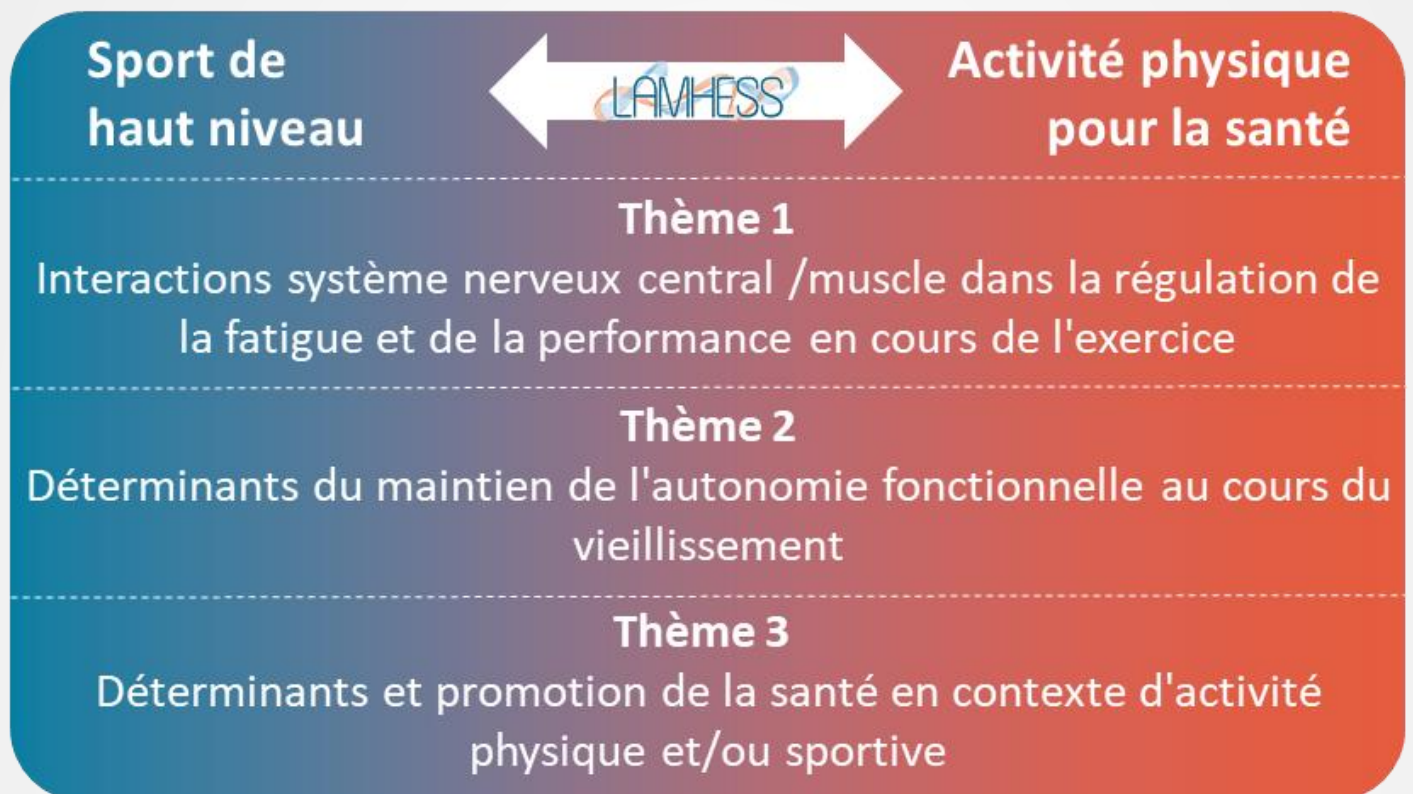 Sport de
haut niveau
LAMHESS
Activité physique
pour la santé
Thème 1
Interactions système nerveux central /muscle dans la régulation de
la fatigue et de la performance en cours de l'exercice
Thème 2
Déterminants du maintien de l'autonomie fonctionnelle au cours du
vieillissement
Thème 3
Déterminants et promotion de la santé en contexte d'activité
physique et/ou sportive